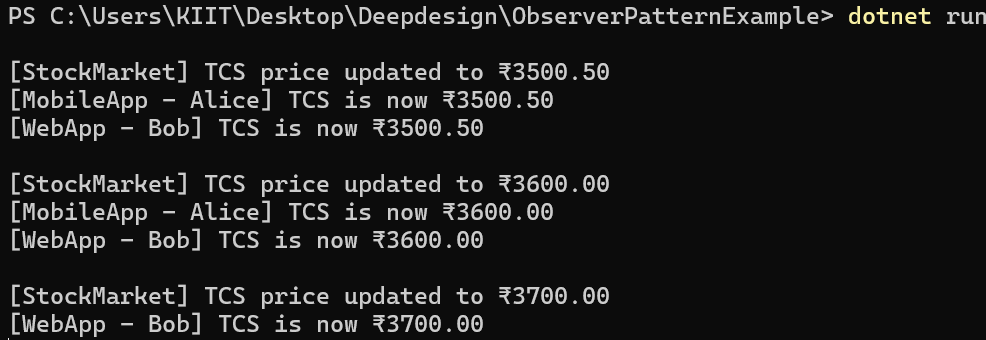 PS C:\Users\KIIT\Desktop\Deepdesign\ObserverPatternExample> dotnet run
[StockMarket] TCS price updated to ₹3500.50
[MobileApp - Alice] TCS is now ₹3500.50
[WebApp - Bob] TCS is now ₹3500.50
[StockMarket] TCS price updated to ₹3600.00
[MobileApp - Alice] TCS is now ₹3600.00
[WebApp - Bob] TCS is now ₹3600.00
[StockMarket] TCS price updated to ₹3700.00
[WebApp - Bob] TCS is now ₹3700.00